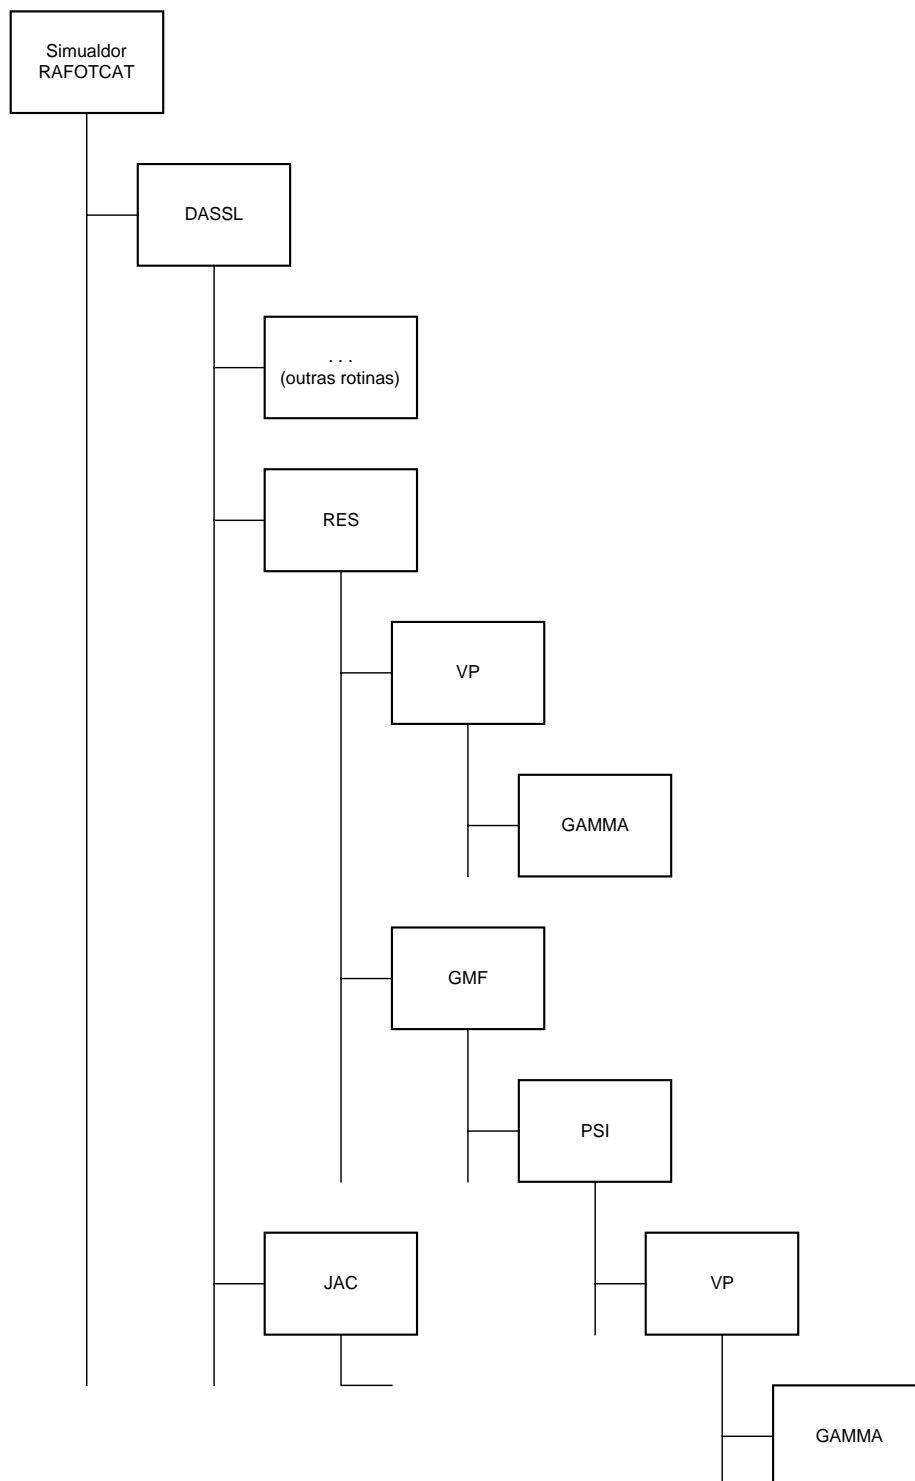 Simualdor
RAFOTCAT
DASSL
. . .
(outras rotinas)
RES
VP
GAMMA
GMF
PSI
JAC
VP
GAMMA